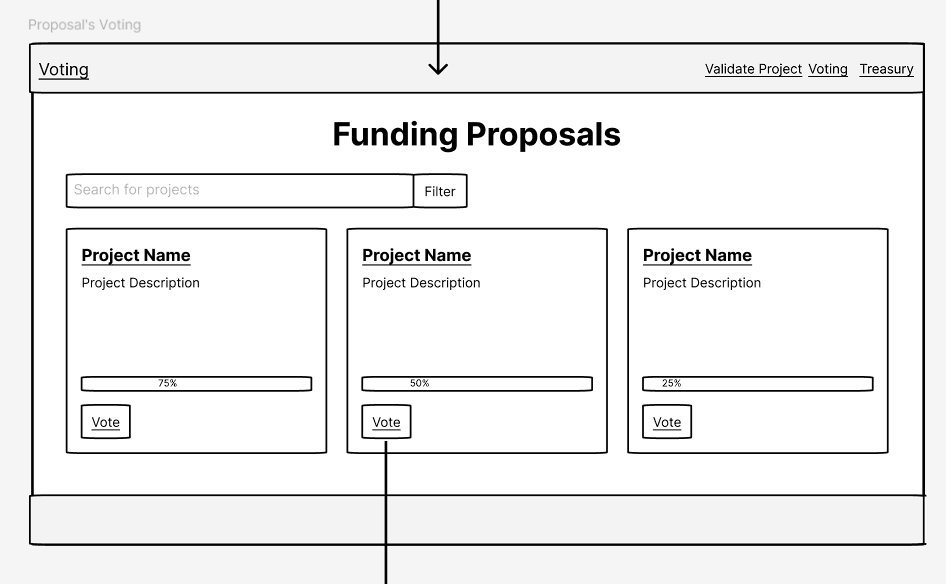 Proposal's Voting
Voting Validate Project Voting Treasury
Funding Proposals
Search for projects Filter
Project Name
Project Description
75%
Vote
Project Name
Project Description
50%
Vote
Project Name
Project Description
25%
Vote